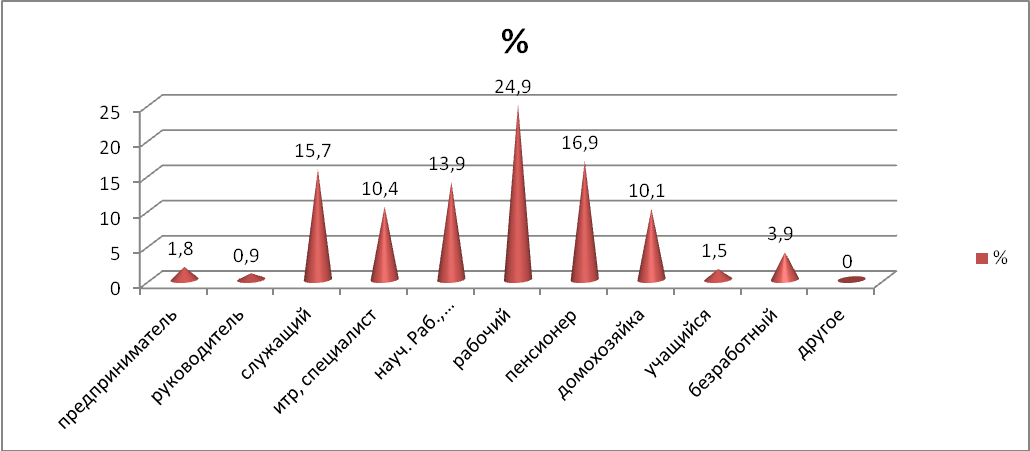 %
25
20
15
10
5
0
1,8
0,9
15,7
10,4
13,9
24,9
16,9
10,1
1,5
3,9
0
предприниматель
руководитель
служащий
итр, специалист
науч. Раб.,...
рабочий
пенсионер
домохозяйка
учащийся
безработный
другое
%